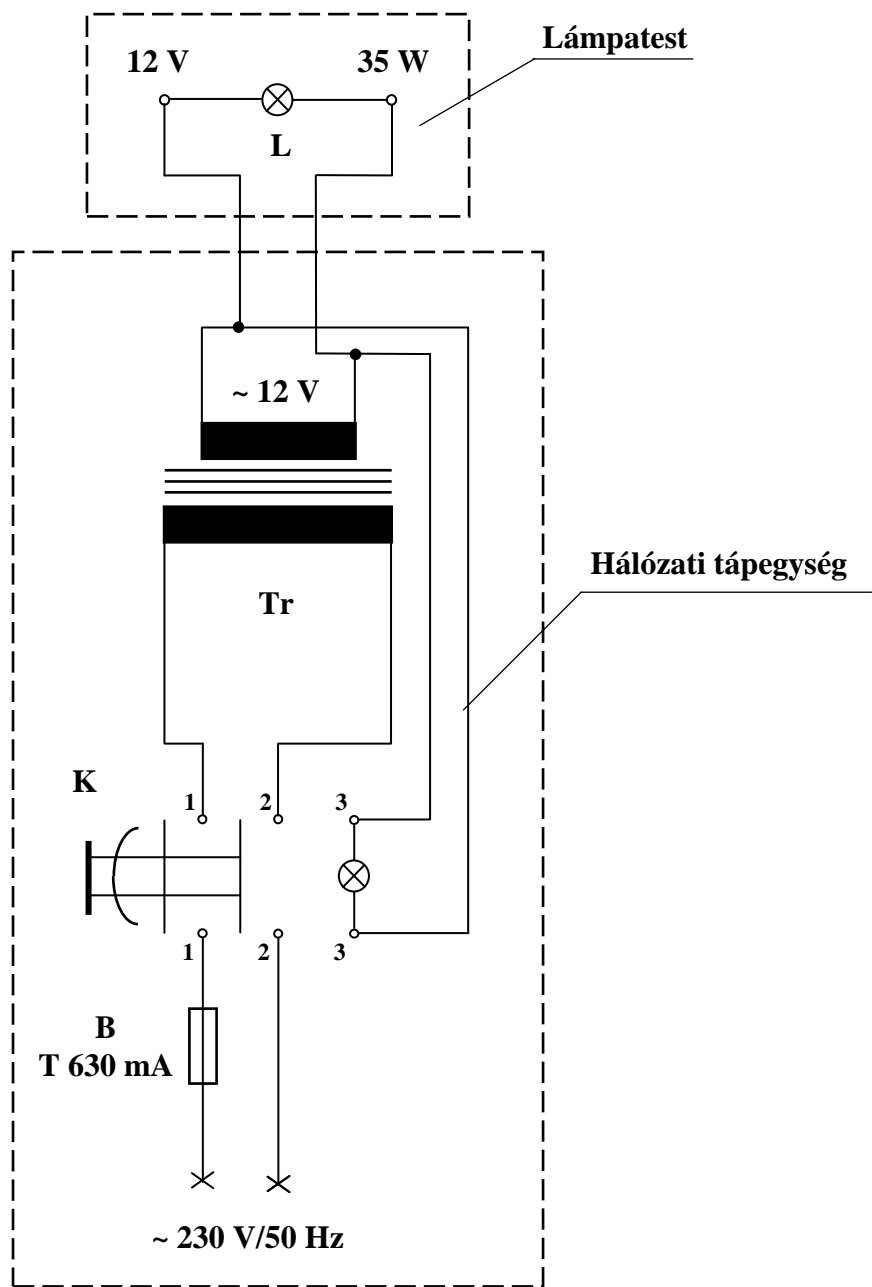 Lámpatest
12 V
35 W
L
~ 12 V
Hálózati tápegység
Tr
K
1
2
3
1
2
3
B
T 630 mA
~ 230 V/50 Hz